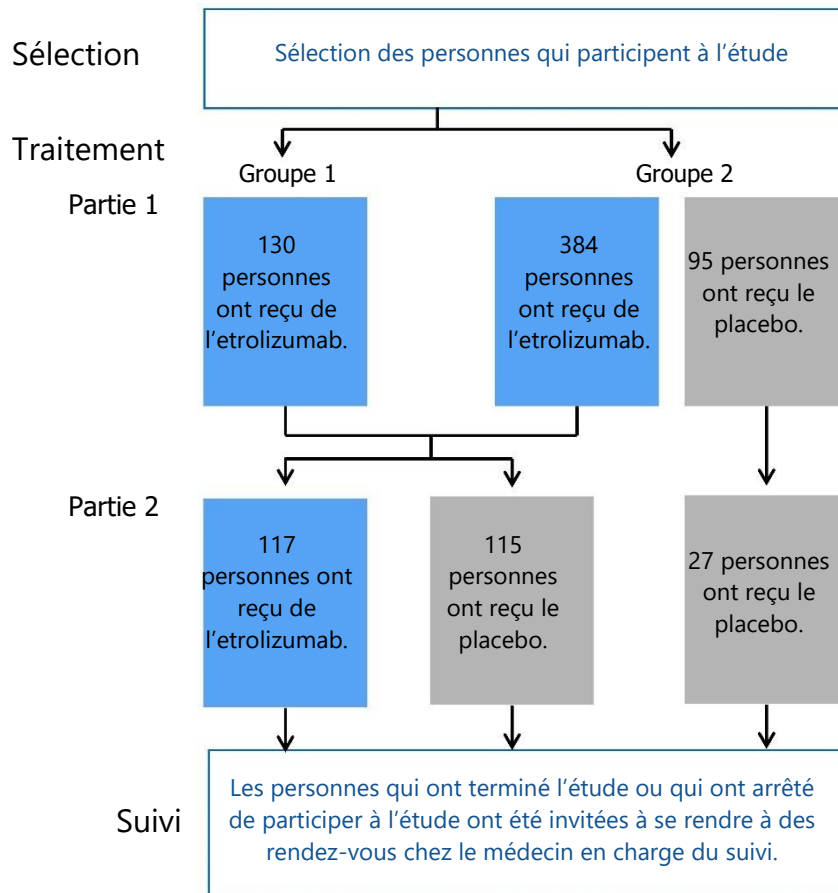 Sélection
Sélection des personnes qui participent à l’étude
Traitement
Groupe 1
Groupe 2
Partie 1
130
personnes
ont reçu de
l’etrolizumab.
384
personnes
ont reçu de
l’etrolizumab.
95 personnes
ont reçu le
placebo.
Partie 2
117
personnes ont
reçu de
l’etrolizumab.
115
personnes
ont reçu le
placebo.
27 personnes
ont reçu le
placebo.
Suivi
Les personnes qui ont terminé l’étude ou qui ont arrêté
de participer à l’étude ont été invitées à se rendre à des
rendez-vous chez le médecin en charge du suivi.